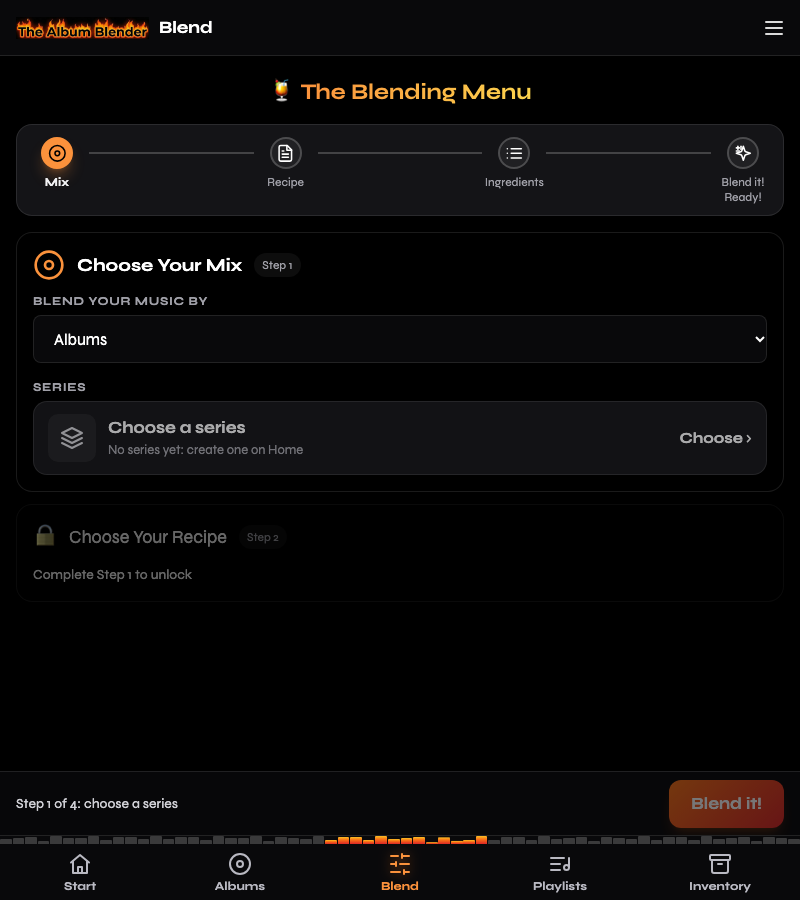 The Album Blender Blend
The Blending Menu
Mix
Recipe
Ingredients
Blend it!
Ready!
Choose Your Mix Step 1
BLEND YOUR MUSIC BY
Albums
SERIES
Choose a series
No series yet: create one on Home
Choose ›
Choose Your Recipe Step 2
Complete Step 1 to unlock
Step 1 of 4: choose a series
Blend it!
Start
Albums
Blend
Playlists
Inventory